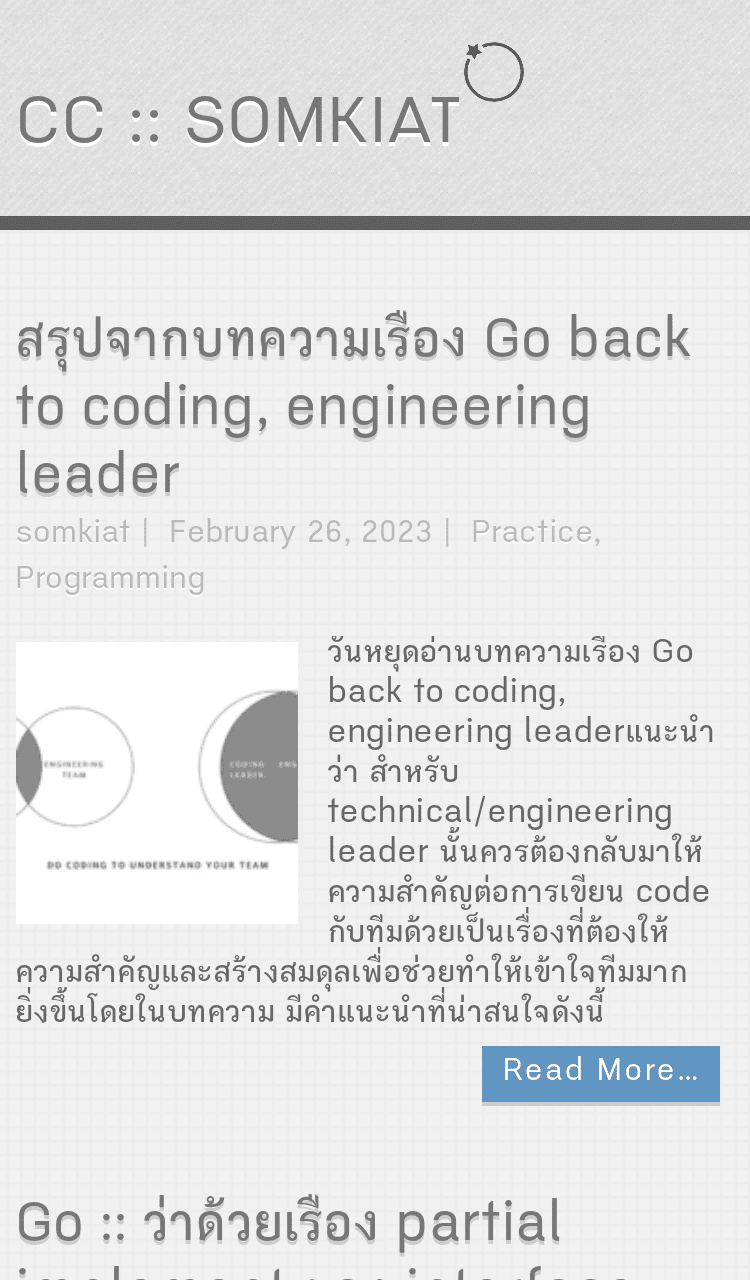 CC :: SOMKIAT
สรุปจากบทความเรื่อง Go back
to coding, engineering
leader
somkiat | February 26, 2023 | Practice,
Programming
ENGINEERING
TEAM
CODING
LEADER
ENG
DO CODING TO UNDERSTAND YOUR TEAM
วันหยุดอ่านบทความเรื่อง Go
back to coding,
engineering leaderแนะนำ
ว่า สำหรับ
technical/engineering
leader นั้นควรต้องกลับมาให้
ความสำคัญต่อการเขียน code
กับทีมด้วยเป็นเรื่องที่ต้องให้
ความสำคัญและสร้างสมดุลเพื่อช่วยทำให้เข้าใจทีมมาก
ยิ่งขึ้นโดยในบทความ มีคำแนะนำที่น่าสนใจดังนี้
Read More…
Go :: ว่าด้วยเรื่อง partial